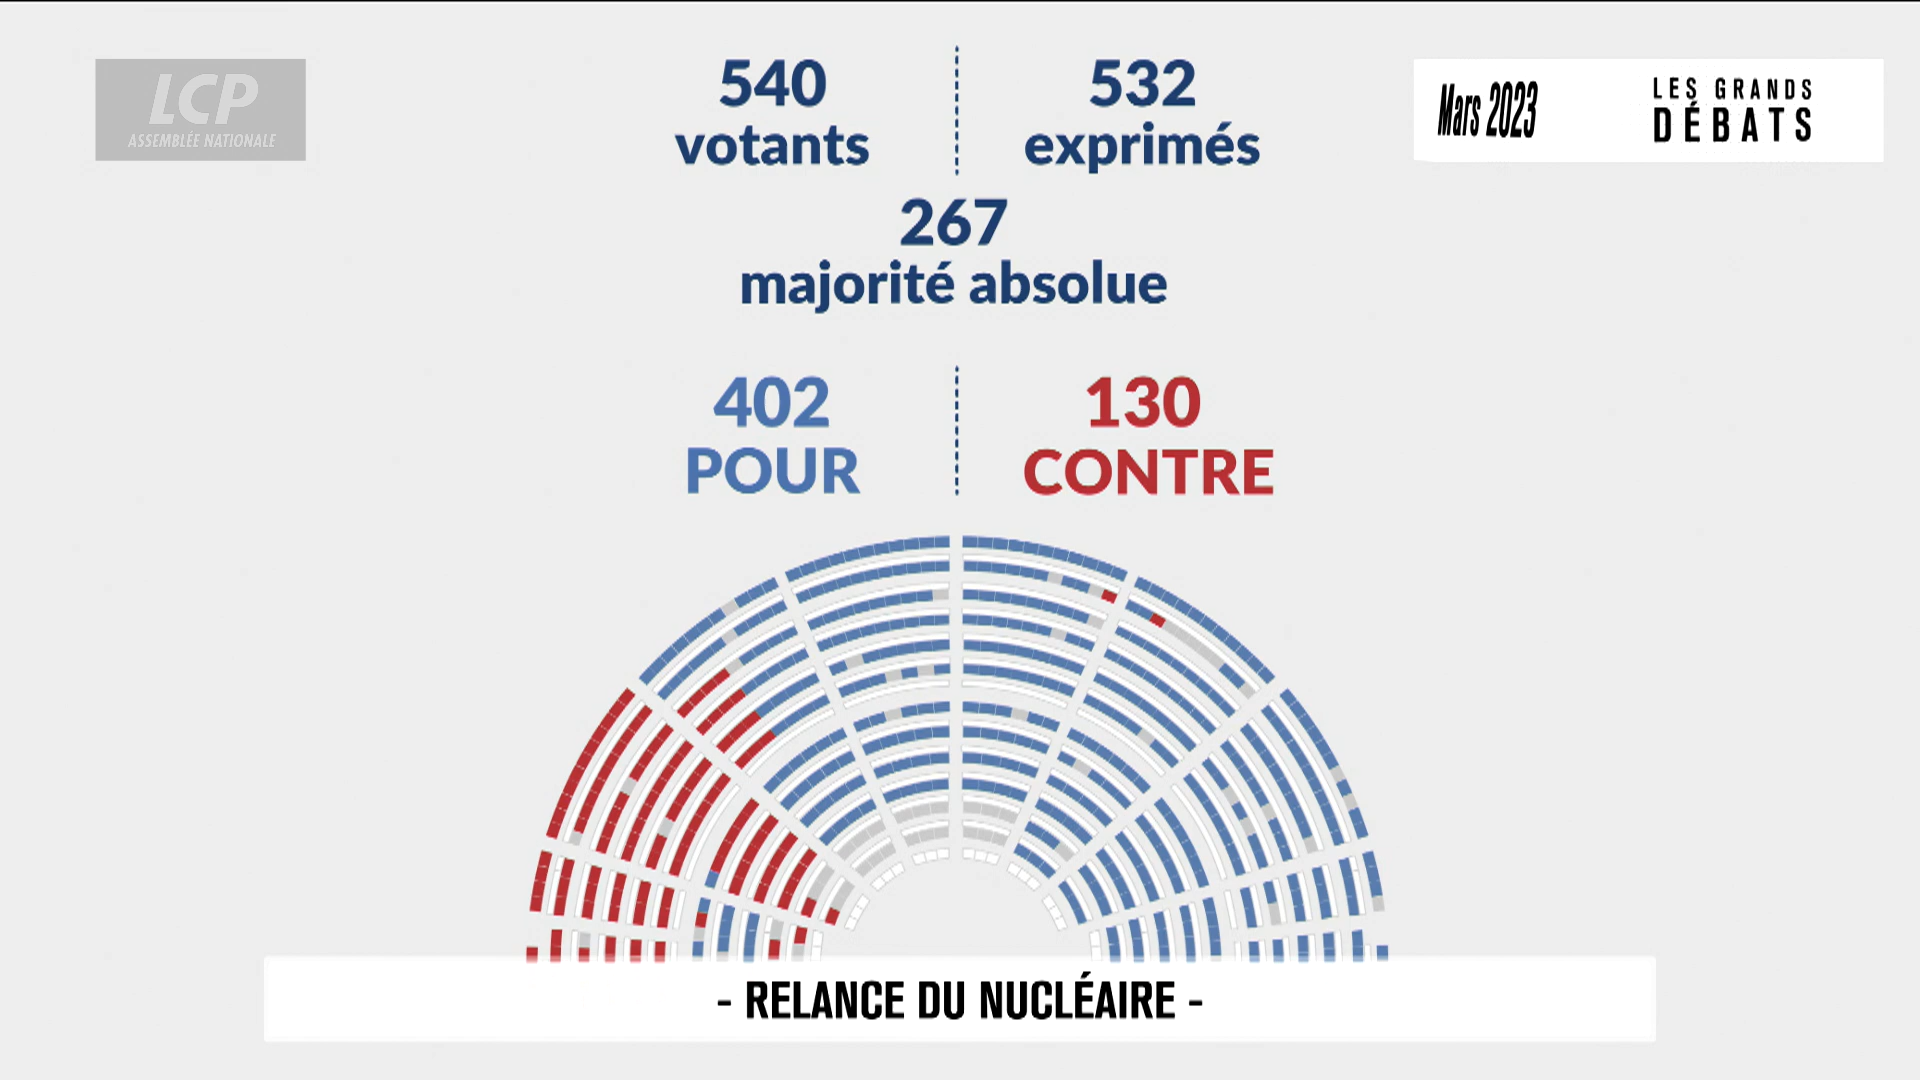 LCP
ASSEMBLÉE NATIONALE
540
votants
532
exprimés
Mars 2023
LES GRANDS
DÉBATS
267
majorité absolue
402
POUR
130
CONTRE
- RELANCE DU NUCLÉAIRE -